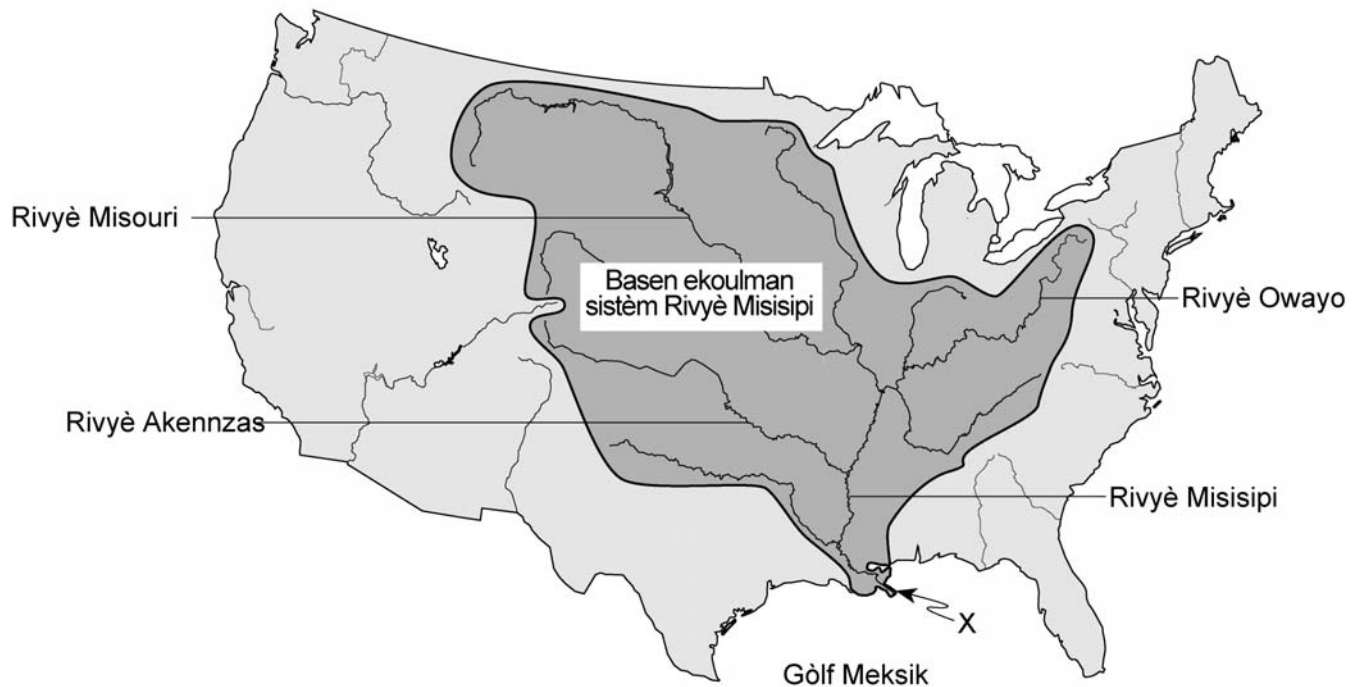 Rivyè Misouri
Basen ekoulman
sistèm Rivyè Misisipi
Rivyè Owayo
Rivyè Akennzas
Rivyè Misisipi
X
Gòlf Meksik